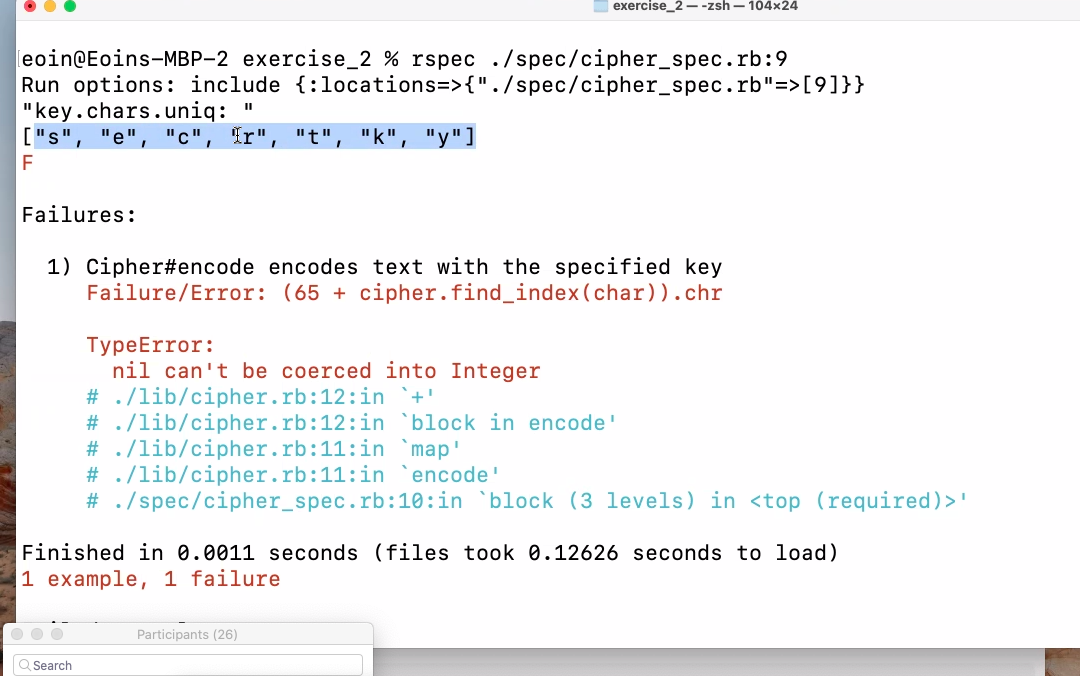 exercise_2 — -zsh — 104×24
eoin@Eoins-MBP-2 exercise_2 % rspec ./spec/cipher_spec.rb:9
Run options: include {:locations=>{"./spec/cipher_spec.rb"=>[9]}}
"key.chars.uniq: "
["s", "e", "c", "r", "t", "k", "y"]
F
Failures:
1) Cipher#encode encodes text with the specified key
Failure/Error: (65 + cipher.find_index(char)).chr
TypeError:
nil can't be coerced into Integer
# ./lib/cipher.rb:12:in `+'
# ./lib/cipher.rb:12:in `block in encode'
# ./lib/cipher.rb:11:in `map'
# ./lib/cipher.rb:11:in `encode'
# ./spec/cipher_spec.rb:10:in `block (3 levels) in <top (required)>'
Finished in 0.0011 seconds (files took 0.12626 seconds to load)
1 example, 1 failure
Participants (26)
Search